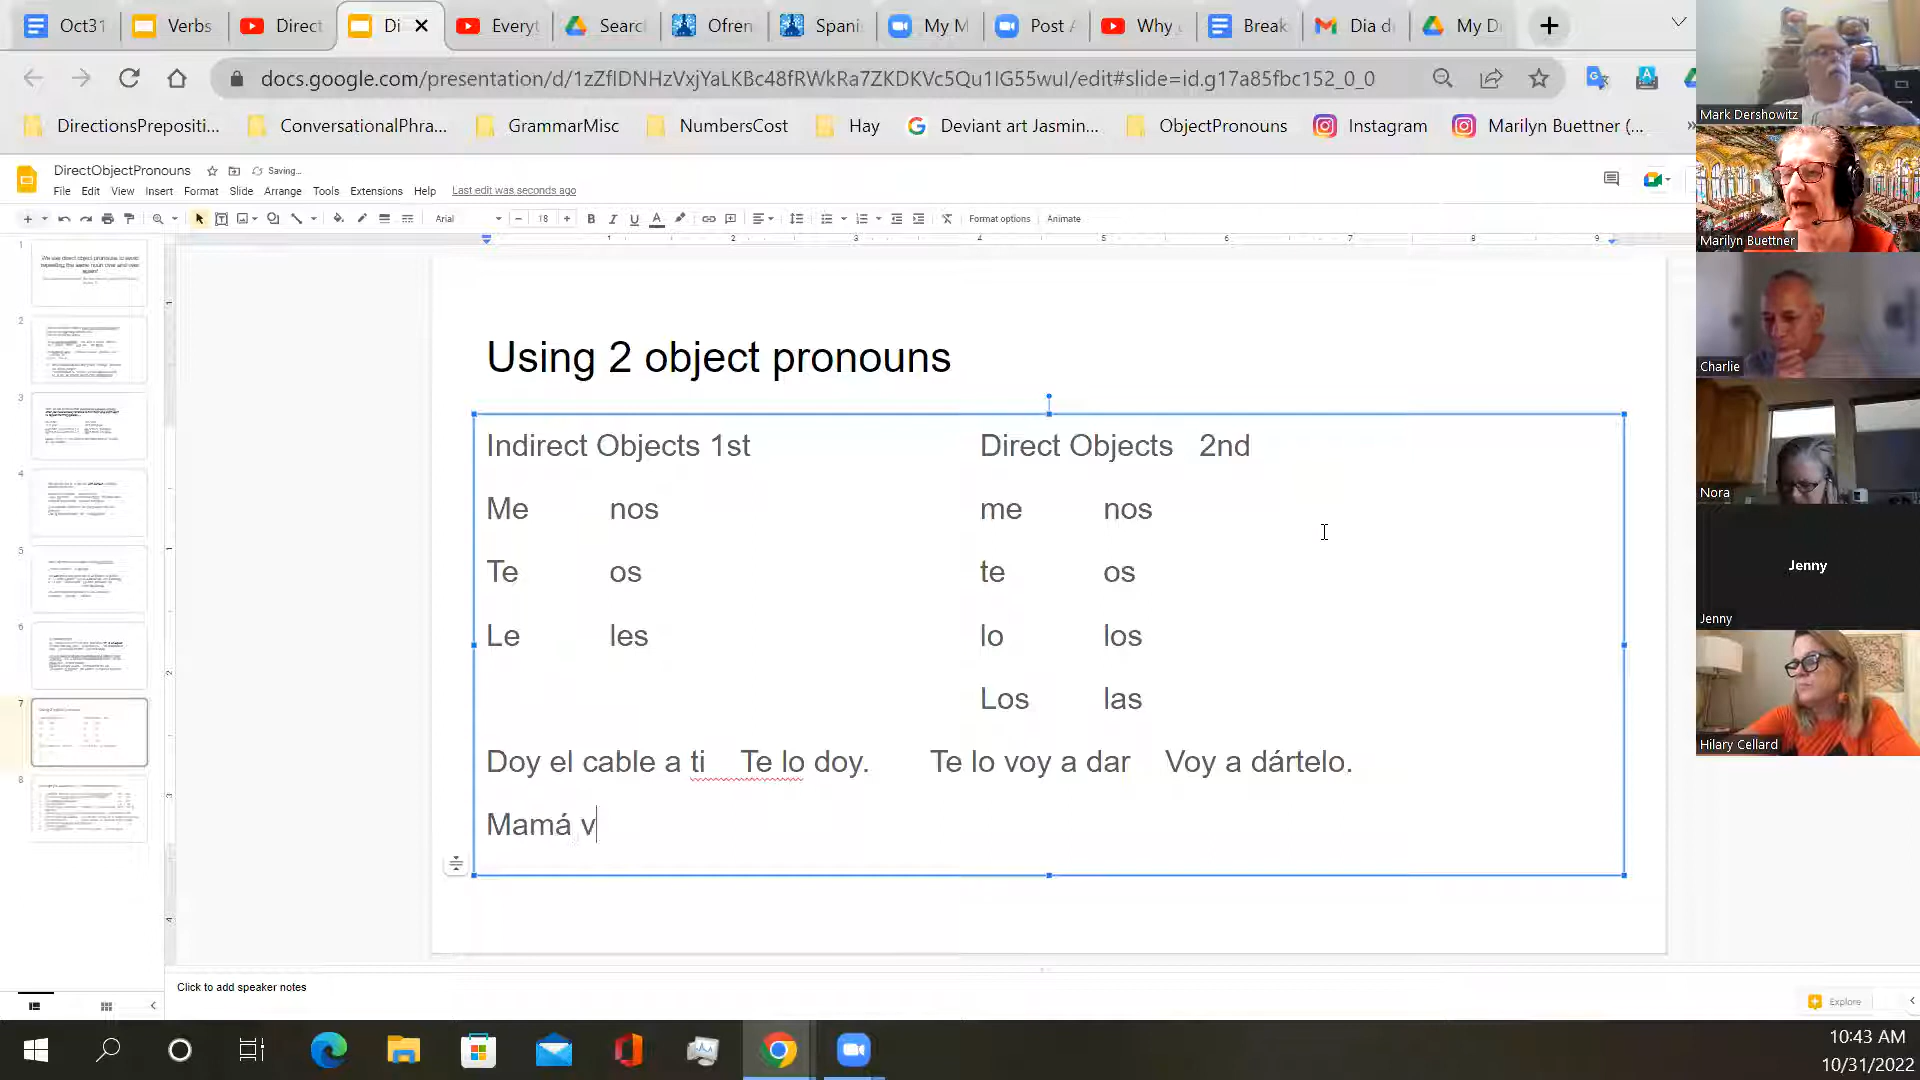 Oct31 Verbs Direct Di Every Searc Ofren Spani My M Post A Why Break Dia d My Di
docs.google.com/presentation/d/1zZflDNHzVxjYaLKBc48fRWkRa7ZKDKVc5Qu1IG55wuI/edit#slide=id.g17a85fbc152_0_0
DirectionsPrepositi... ConversationalPhra... GrammarMisc NumbersCost Hay Deviant art Jasmin... ObjectPronouns Instagram Marilyn Buettner (... »
DirectObjectPronouns Saving...
File Edit View Insert Format Slide Arrange Tools Extensions Help Last edit was seconds ago
Arial 18 Format options Animate
Using 2 object pronouns
Indirect Objects 1st Direct Objects 2nd
Me nos me nos
Te os te os
Le les lo los
Los las
Doy el cable a ti Te lo doy. Te lo voy a dar Voy a dártelo.
Mamá v
Click to add speaker notes
Explore
Mark Dershowitz
Marilyn Buettner
Charlie
Nora
Jenny
Jenny
Hilary Cellard
10:43 AM
10/31/2022